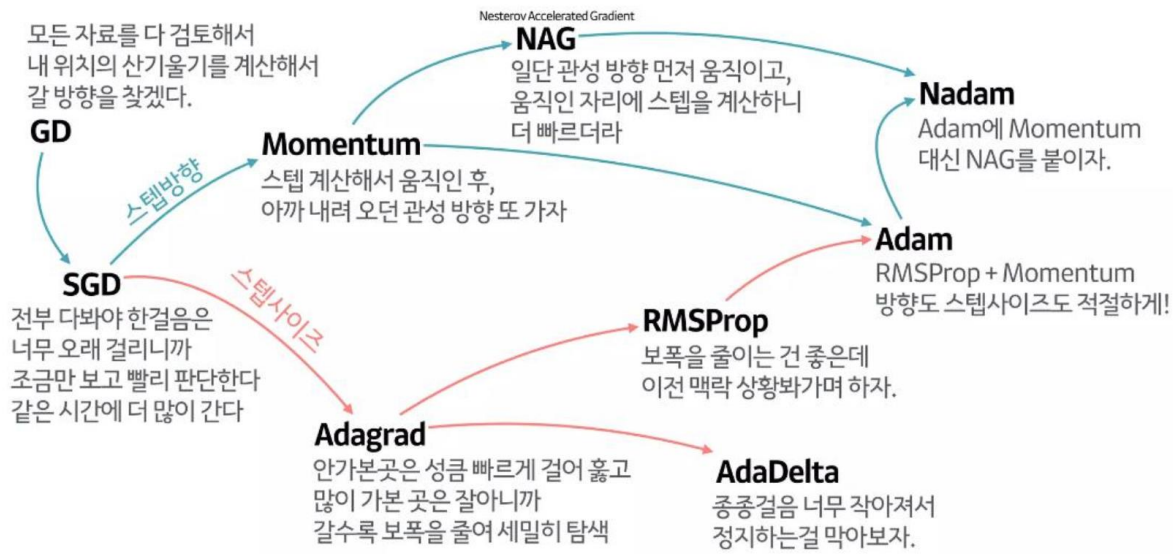 모든 자료를 다 검토해서
내 위치의 산기울기를 계산해서
갈 방향을 찾겠다.
GD
스텝방향
SGD
전부 다봐야 한걸음은
너무 오래 걸리니까
조금만 보고 빨리 판단한다
같은 시간에 더 많이 간다
Momentum
스텝 계산해서 움직인 후,
아까 내려 오던 관성 방향 또 가자
Nesterov Accelerated Gradient
NAG
일단 관성 방향 먼저 움직이고,
움직인 자리에 스텝을 계산하니
더 빠르더라
Nadam
Adam에 Momentum
대신 NAG를 붙이자.
Adam
RMSProp + Momentum
방향도 스텝사이즈도 적절하게!
스텝사이즈
RMSProp
보폭을 줄이는 건 좋은데
이전 맥락 상황봐가며 하자.
Adagrad
안가본곳은 성큼 빠르게 걸어 훑고
많이 가본 곳은 잘아니까
갈수록 보폭을 줄여 세밀히 탐색
AdaDelta
종종걸음 너무 작아져서
정지하는걸 막아보자.